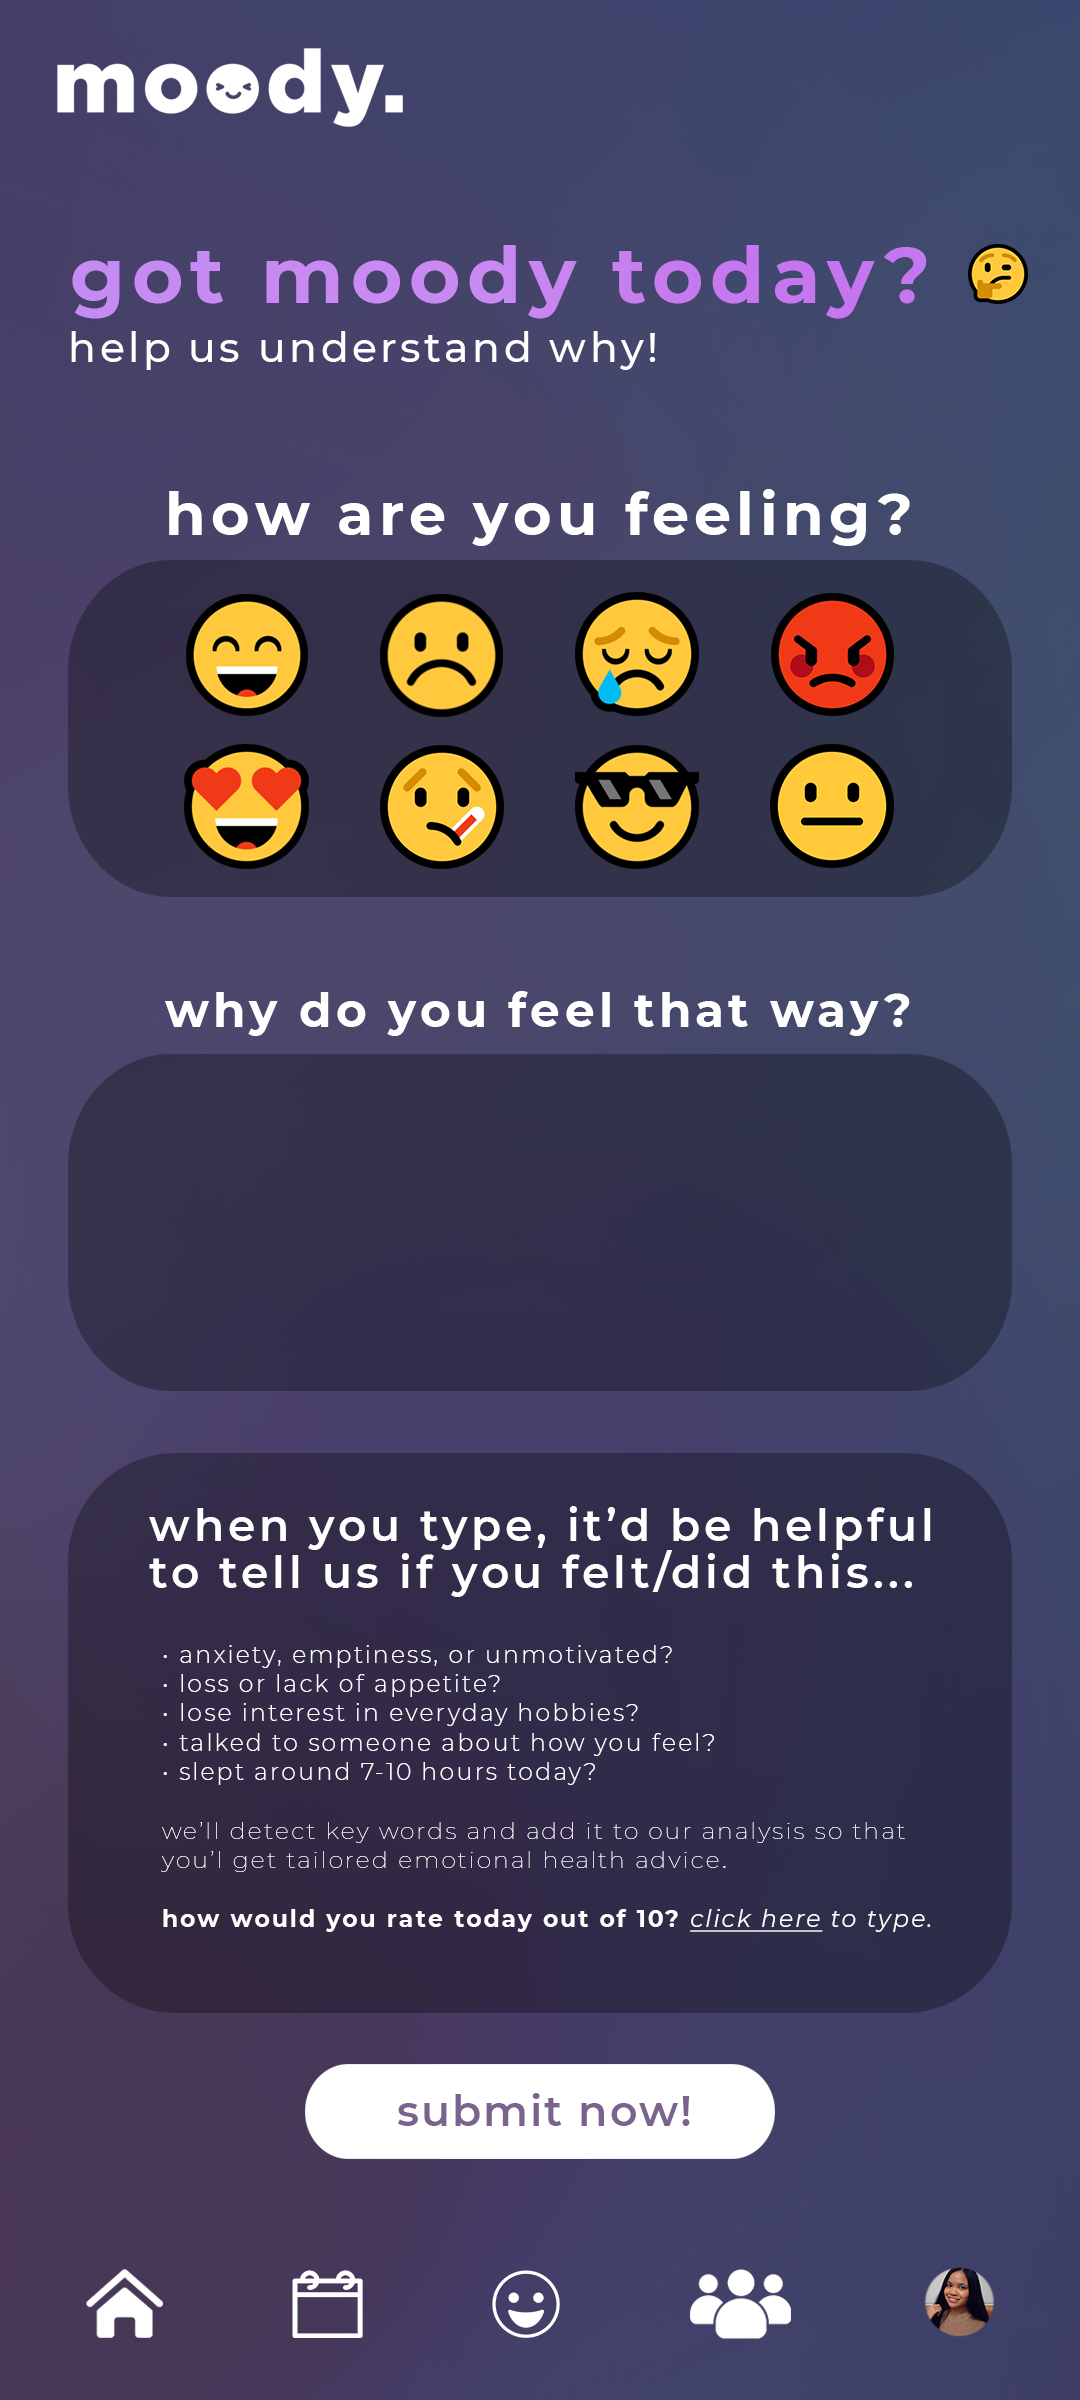 moody.
got moody today?
help us understand why!
how are you feeling?
why do you feel that way?
when you type, it’d be helpful
to tell us if you felt/did this...
• anxiety, emptiness, or unmotivated?
• loss or lack of appetite?
• lose interest in everyday hobbies?
• talked to someone about how you feel?
• slept around 7-10 hours today?
we’ll detect key words and add it to our analysis so that
you’l get tailored emotional health advice.
how would you rate today out of 10? click here to type.
submit now!